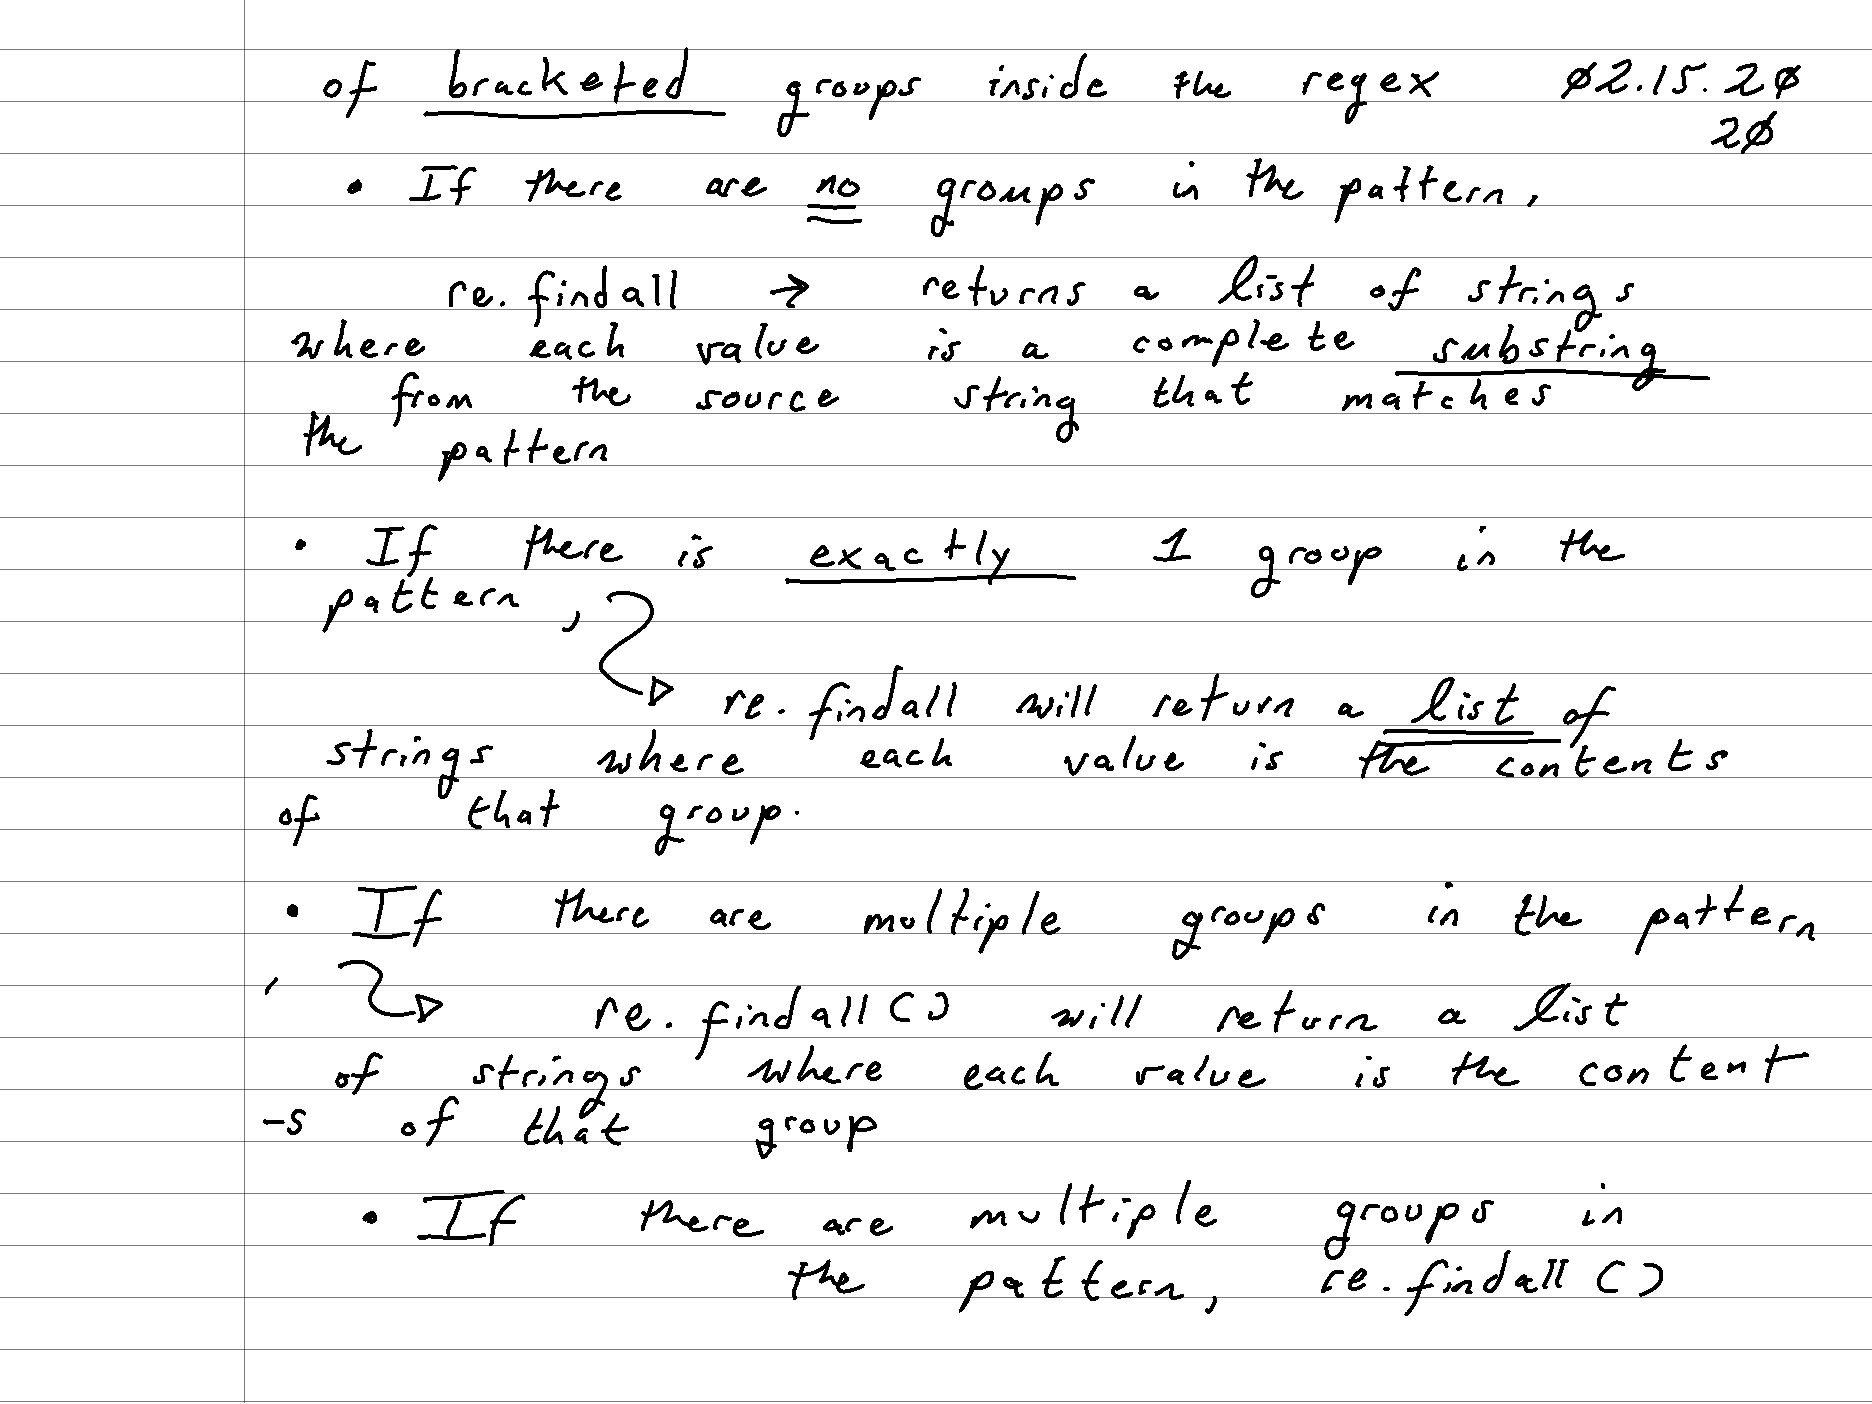 of bracketed groups inside the regex 02.15.20
20
• If there are no groups in the pattern,
re.findall → returns a list of strings
where each value is a complete substring
from the source string that matches
the pattern
• If there is exactly 1 group in the
pattern,
re.findall will return a list of
strings where each value is the contents
of that group.
• If there are multiple groups in the pattern
,
re.findall() will return a list
of strings where each value is the content
-s of that group
• If there are multiple groups in
the pattern, re.findall()